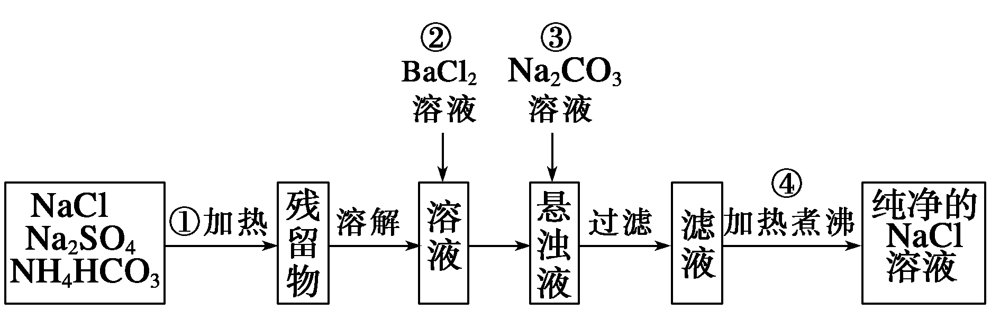 ②
BaCl₂
溶液
③
Na₂CO₃
溶液
NaCl
Na₂SO₄
NH₄HCO₃
①加热
残留物
溶解
溶液
悬浊液
过滤
滤液
④
加热煮沸
纯净的
NaCl
溶液